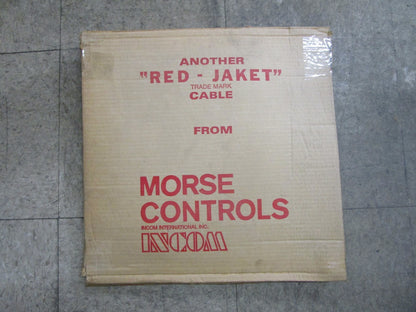 ANOTHER
"RED - JAKET"
TRADE MARK
CABLE
FROM
MORSE
CONTROLS
INCOM INTERNATIONAL INC.
INCOM